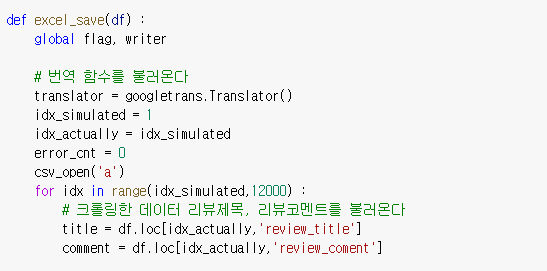 def excel_save(df) :
    global flag, writer

    # 번역 함수를 불러온다
    translator = googletrans.Translator()
    idx_simulated = 1
    idx_actually = idx_simulated
    error_cnt = 0
    csv_open('a')
    for idx in range(idx_simulated,12000) :
        # 크롤링한 데이터 리뷰제목, 리뷰코멘트를 불러온다
        title = df.loc[idx_actually,'review_title']
        comment = df.loc[idx_actually,'review_coment']